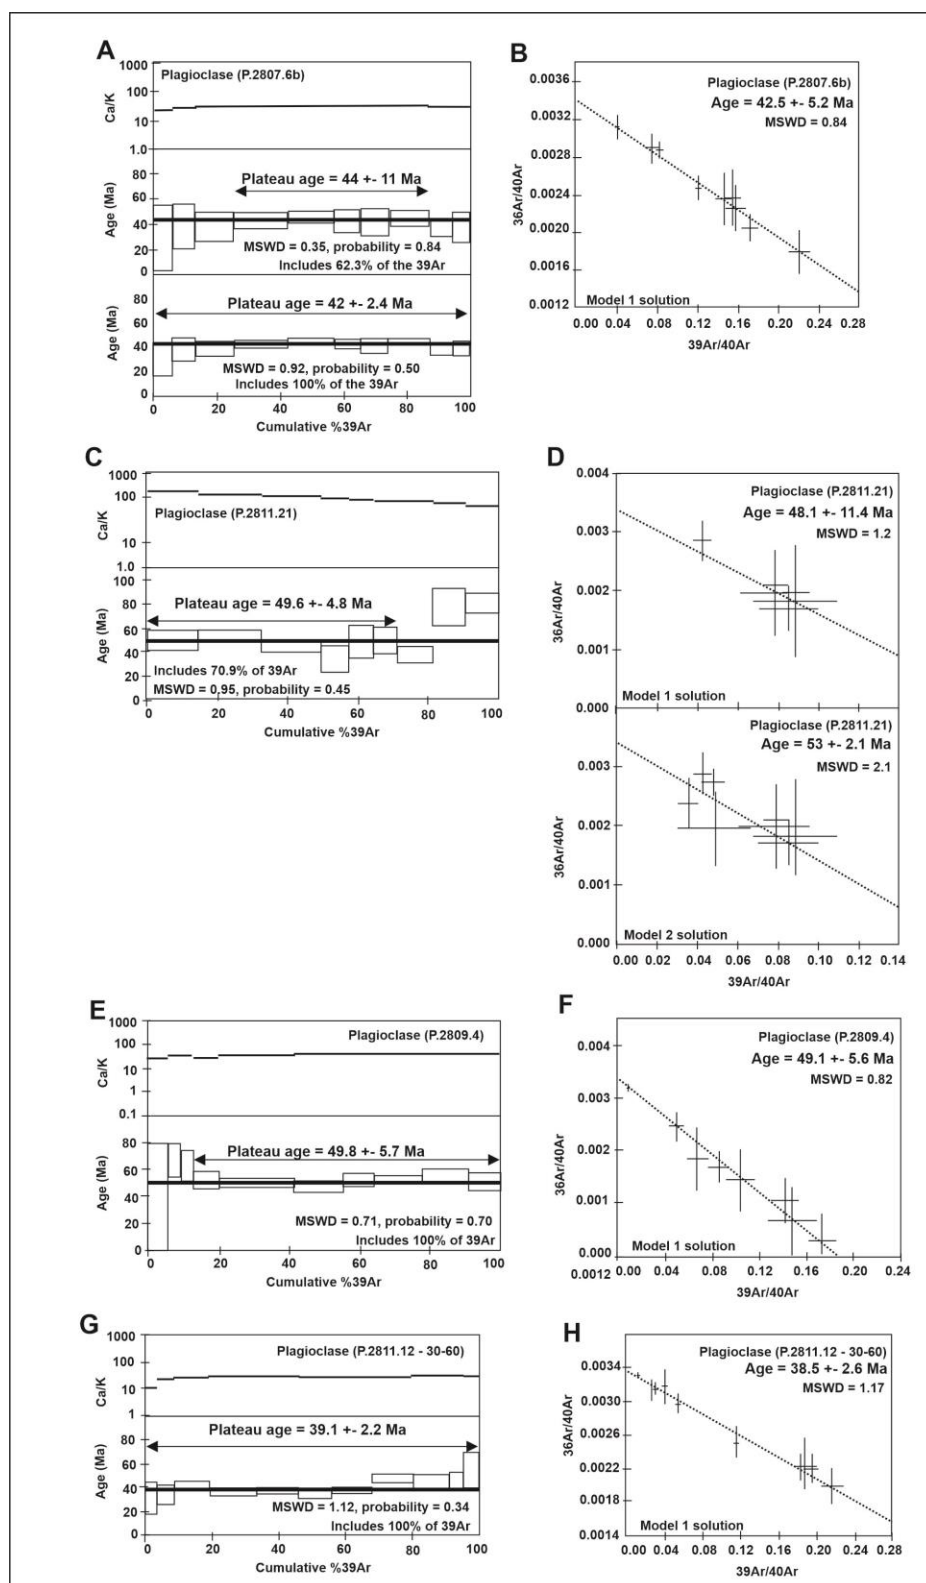 A
1000
100
10
1.0
Ca/K
Plagioclase (P.2807.6b)
80
60
40
20
0
Age (Ma)
Plateau age = 44 +- 11 Ma
MSWD = 0.35, probability = 0.84
Includes 62.3% of the 39Ar
80
60
40
20
0
Age (Ma)
Plateau age = 42 +- 2.4 Ma
MSWD = 0.92, probability = 0.50
Includes 100% of the 39Ar
0 20 40 60 80 100
Cumulative %39Ar
B
0.0036
0.0032
0.0028
0.0024
0.0020
0.0016
0.0012
36Ar/40Ar
Plagioclase (P.2807.6b)
Age = 42.5 +- 5.2 Ma
MSWD = 0.84
Model 1 solution
0.00 0.04 0.08 0.12 0.16 0.20 0.24 0.28
39Ar/40Ar
C
1000
100
10
1.0
Ca/K
Plagioclase (P.2811.21)
100
80
60
40
20
0
Age (Ma)
Plateau age = 49.6 +- 4.8 Ma
Includes 70.9% of 39Ar
MSWD = 0.95, probability = 0.45
0 20 40 60 80 100
Cumulative %39Ar
D
0.004
0.003
0.002
0.001
0.000
36Ar/40Ar
Plagioclase (P.2811.21)
Age = 48.1 +- 11.4 Ma
MSWD = 1.2
Model 1 solution
0.003
0.002
0.001
0.000
36Ar/40Ar
Plagioclase (P.2811.21)
Age = 53 +- 2.1 Ma
MSWD = 2.1
Model 2 solution
0.00 0.02 0.04 0.06 0.08 0.10 0.12 0.14
39Ar/40Ar
E
1000
100
10
1
0.1
Ca/K
Plagioclase (P.2809.4)
80
60
40
20
0
Age (Ma)
Plateau age = 49.8 +- 5.7 Ma
MSWD = 0.71, probability = 0.70
Includes 100% of 39Ar
0 20 40 60 80 100
Cumulative %39Ar
F
0.004
0.003
0.002
0.001
0.000
0.0012
36Ar/40Ar
Plagioclase (P.2809.4)
Age = 49.1 +- 5.6 Ma
MSWD = 0.82
Model 1 solution
0.00 0.04 0.08 0.12 0.16 0.20 0.24
39Ar/40Ar
G
1000
100
10
1
Ca/K
Plagioclase (P.2811.12 - 30-60)
80
60
40
20
0
Age (Ma)
Plateau age = 39.1 +- 2.2 Ma
MSWD = 1.12, probability = 0.34
Includes 100% of 39Ar
0 20 40 60 80 100
Cumulative %39Ar
H
0.0034
0.0030
0.0026
0.0022
0.0018
0.0014
36Ar/40Ar
Plagioclase (P.2811.12 - 30-60)
Age = 38.5 +- 2.6 Ma
MSWD = 1.17
Model 1 solution
0.00 0.04 0.08 0.12 0.16 0.20 0.24 0.28
39Ar/40Ar